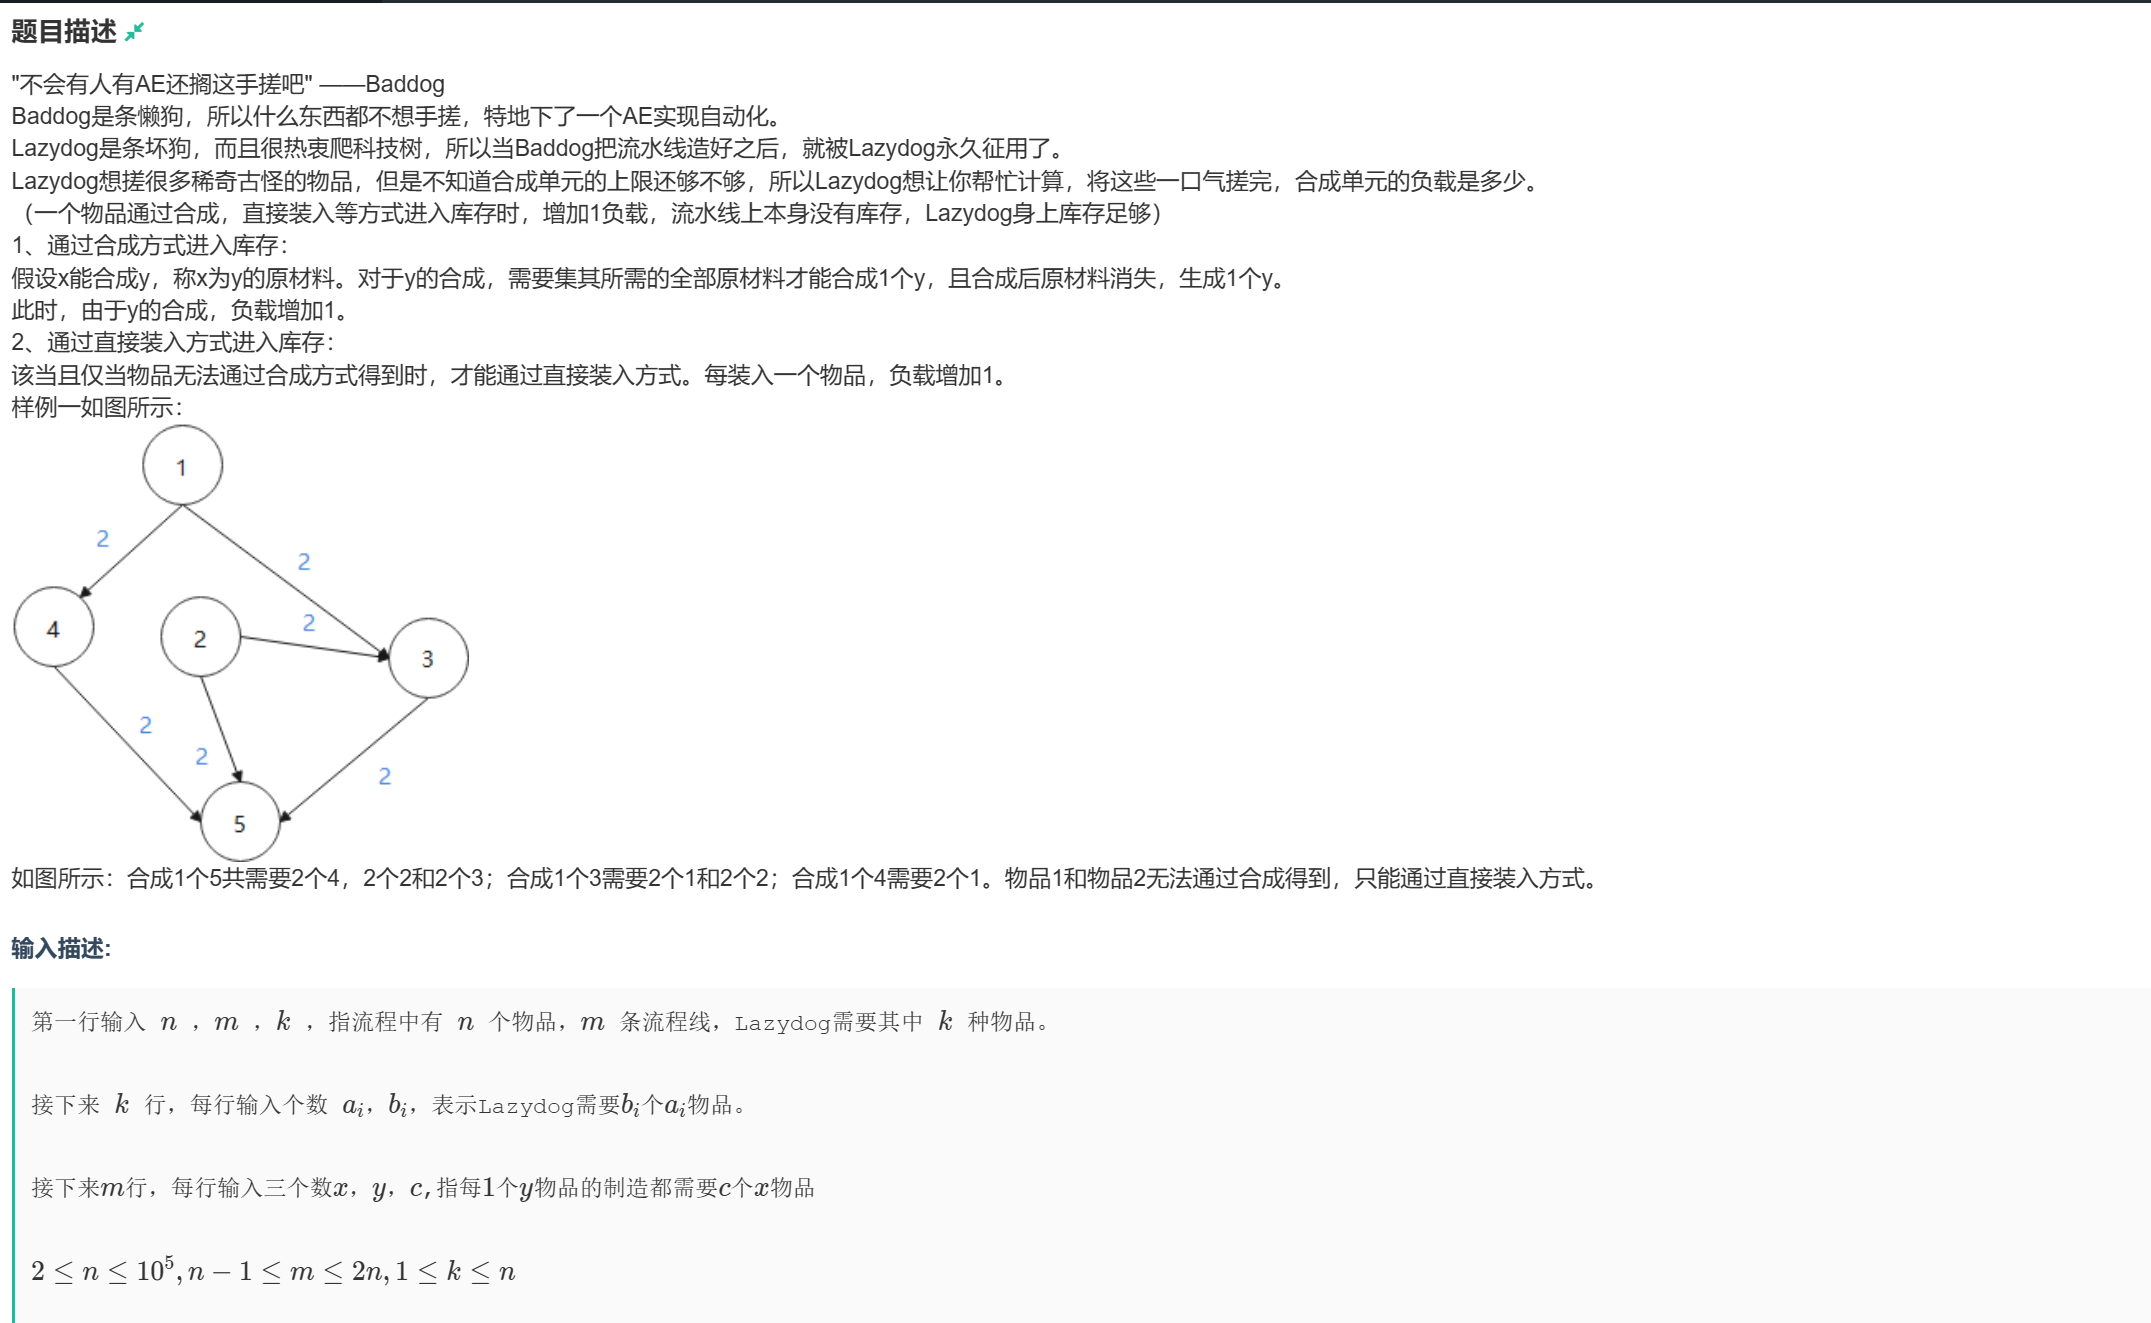 题目描述
"不会有人有AE还搁这手搓吧" ——Baddog
Baddog是条懒狗，所以什么东西都不想手搓，特地下了一个AE实现自动化。
Lazydog是条坏狗，而且很热衷爬科技树，所以当Baddog把流水线造好之后，就被Lazydog永久征用了。
Lazydog想搓很多稀奇古怪的物品，但是不知道合成单元的上限还够不够，所以Lazydog想让你帮忙计算，将这些一口气搓完，合成单元的负载是多少。
（一个物品通过合成，直接装入等方式进入库存时，增加1负载，流水线上本身没有库存，Lazydog身上库存足够）
1、通过合成方式进入库存：
假设x能合成y，称x为y的原材料。对于y的合成，需要集其所需的全部原材料才能合成1个y，且合成后原材料消失，生成1个y。
此时，由于y的合成，负载增加1。
2、通过直接装入方式进入库存：
该当且仅当物品无法通过合成方式得到时，才能通过直接装入方式。每装入一个物品，负载增加1。
样例一如图所示：
1
2
2
2
4
2
3
2
2
2
5
如图所示：合成1个5共需要2个4，2个2和2个3；合成1个3需要2个1和2个2；合成1个4需要2个1。物品1和物品2无法通过合成得到，只能通过直接装入方式。
输入描述:
第一行输入 n ，m ，k ，指流程中有 n 个物品，m 条流程线，Lazydog需要其中 k 种物品。
接下来 k 行，每行输入个数 a_i，b_i，表示Lazydog需要b_i个a_i物品。
接下来m行，每行输入三个数x，y，c,指每1个y物品的制造都需要c个x物品
2 ≤ n ≤ 10^5, n − 1 ≤ m ≤ 2n, 1 ≤ k ≤ n